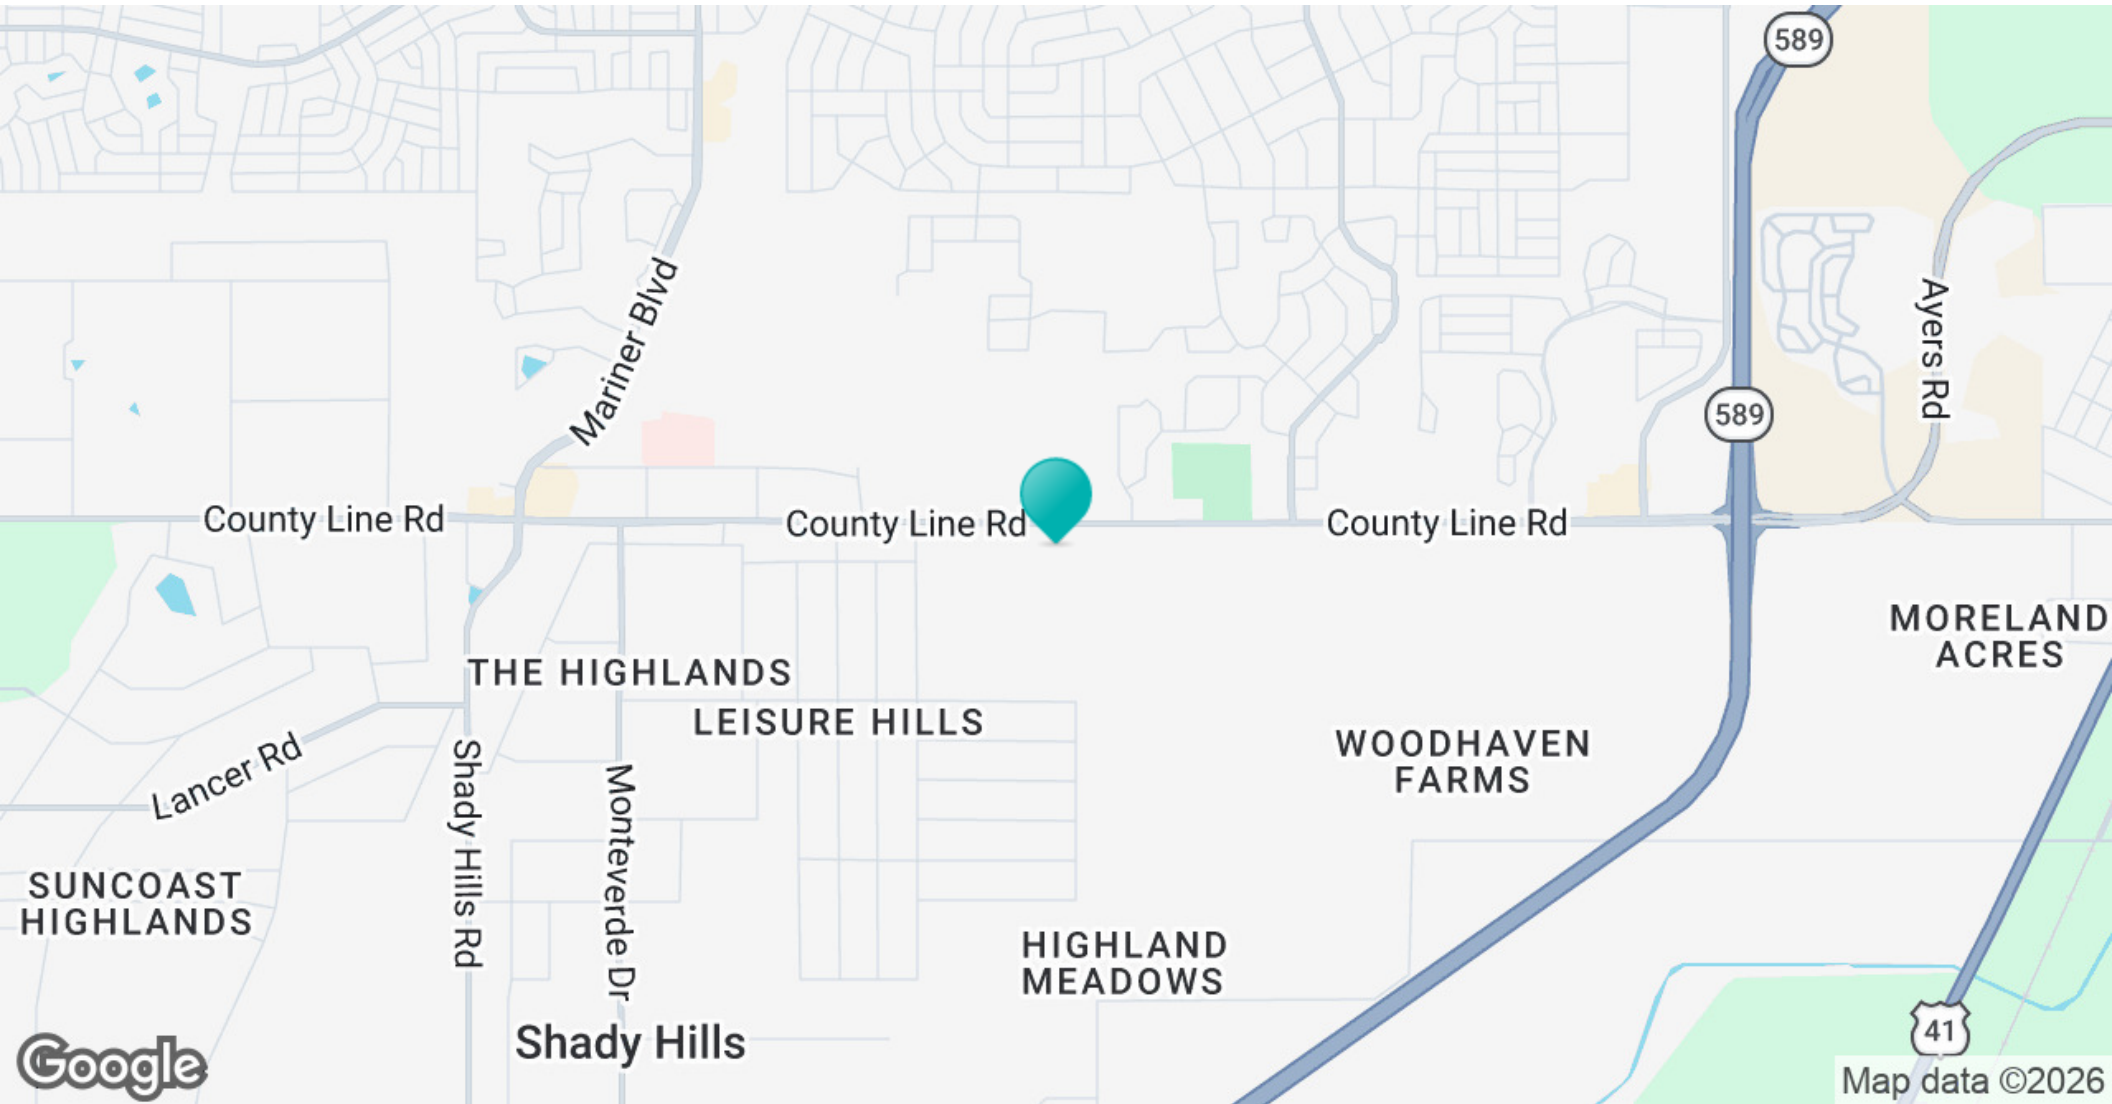 589
Mariner Blvd
Ayers Rd
589
County Line Rd
County Line Rd
County Line Rd
MORELAND
ACRES
THE HIGHLANDS
LEISURE HILLS
WOODHAVEN
FARMS
Lancer Rd
Shady Hills Rd
Monteverde Dr
SUNCOAST
HIGHLANDS
HIGHLAND
MEADOWS
Shady Hills
41
Google
Map data ©2026